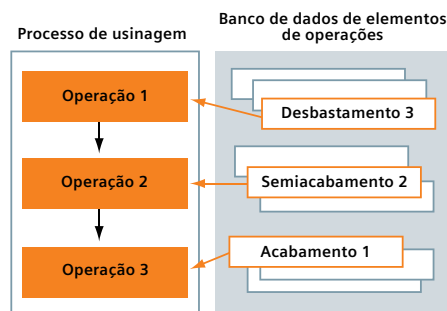 Processo de usinagem
Banco de dados de elementos
de operações
Operação 1
Desbastamento 3
Operação 2
Semiacabamento 2
Operação 3
Acabamento 1